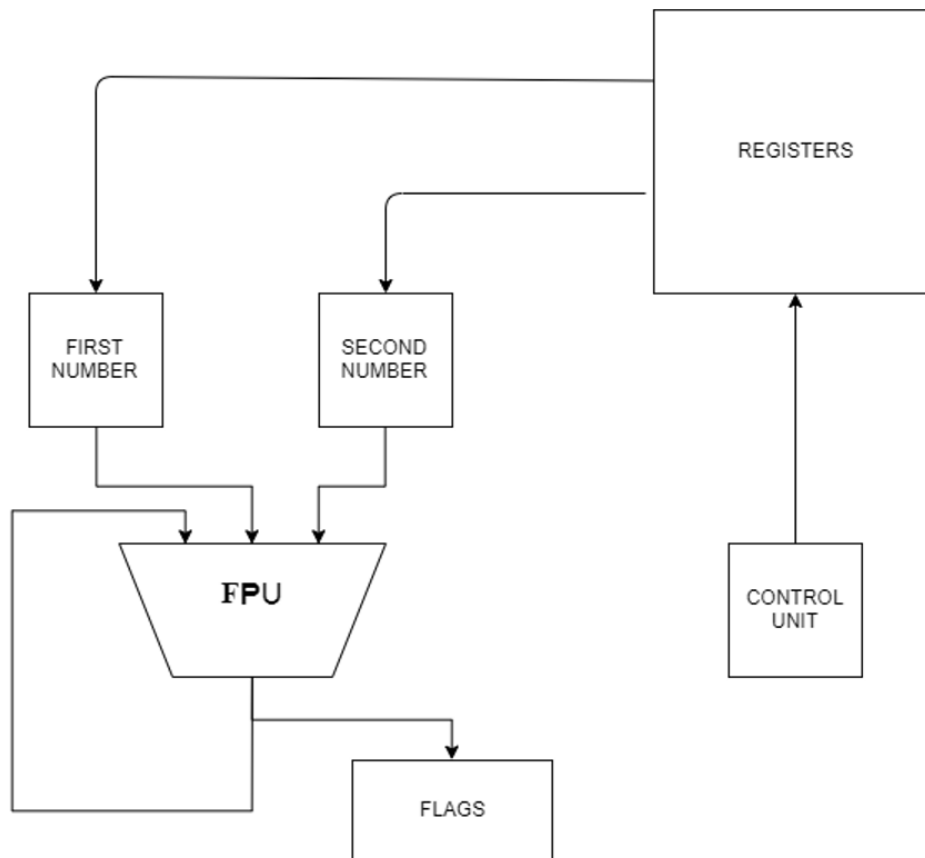 REGISTERS
FIRST
NUMBER
SECOND
NUMBER
FPU
CONTROL
UNIT
FLAGS